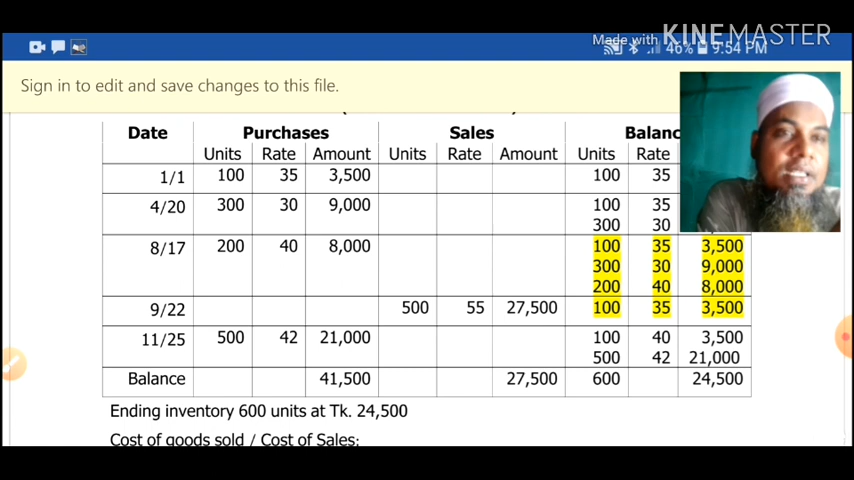 Made with KINEMASTER
46% 9:54 PM
Sign in to edit and save changes to this file.
Date Purchases Sales Balanc
Units Rate Amount Units Rate Amount Units Rate
1/1 100 35 3,500 100 35
4/20 300 30 9,000 100 35
300 30
8/17 200 40 8,000 100 35 3,500
300 30 9,000
200 40 8,000
9/22 500 55 27,500 100 35 3,500
11/25 500 42 21,000 100 40 3,500
500 42 21,000
Balance 41,500 27,500 600 24,500
Ending inventory 600 units at Tk. 24,500
Cost of goods sold / Cost of Sales: